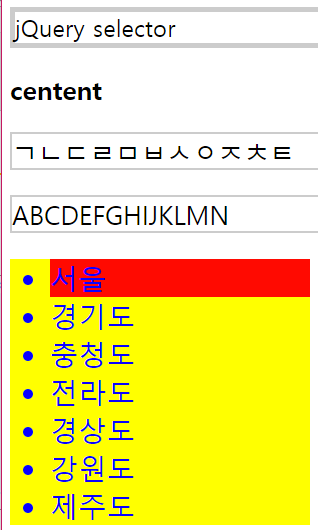 jQuery selector
centent
ㄱㄴㄷㄹㅁㅂㅅㅇㅈㅊㅌ
ABCDEFGHIJKLMN
서울
경기도
충청도
전라도
경상도
강원도
제주도